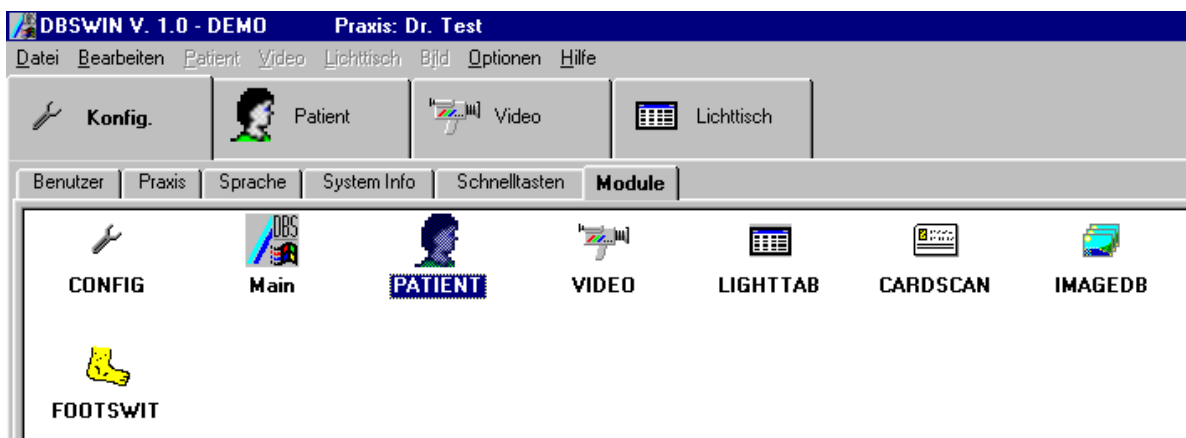 DBSWIN V. 1.0 - DEMO Praxis: Dr. Test
Datei Bearbeiten Patient Video Lichttisch Bild Optionen Hilfe
Konfig. Patient Video Lichttisch
Benutzer Praxis Sprache System Info Schnelltasten Module
DBS
CONFIG Main PATIENT VIDEO LIGHTTAB CARDSCAN IMAGEDB
FOOTSWIT